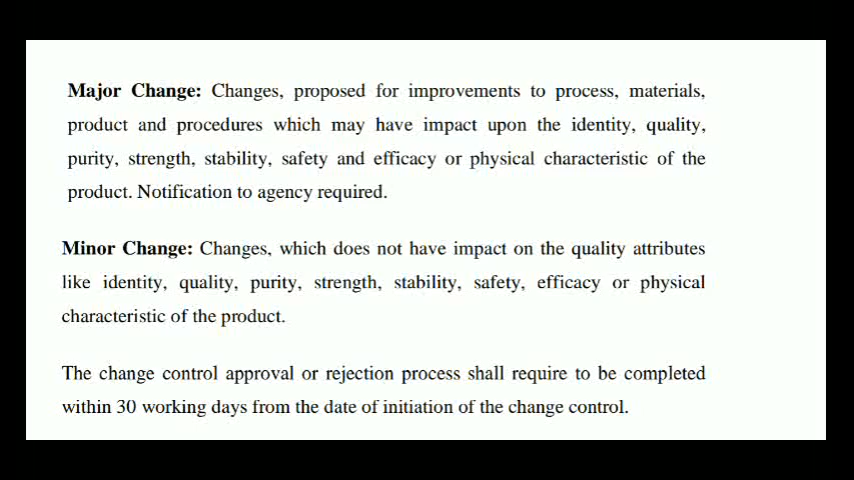 Major Change: Changes, proposed for improvements to process, materials,
product and procedures which may have impact upon the identity, quality,
purity, strength, stability, safety and efficacy or physical characteristic of the
product. Notification to agency required.
Minor Change: Changes, which does not have impact on the quality attributes
like identity, quality, purity, strength, stability, safety, efficacy or physical
characteristic of the product.
The change control approval or rejection process shall require to be completed
within 30 working days from the date of initiation of the change control.